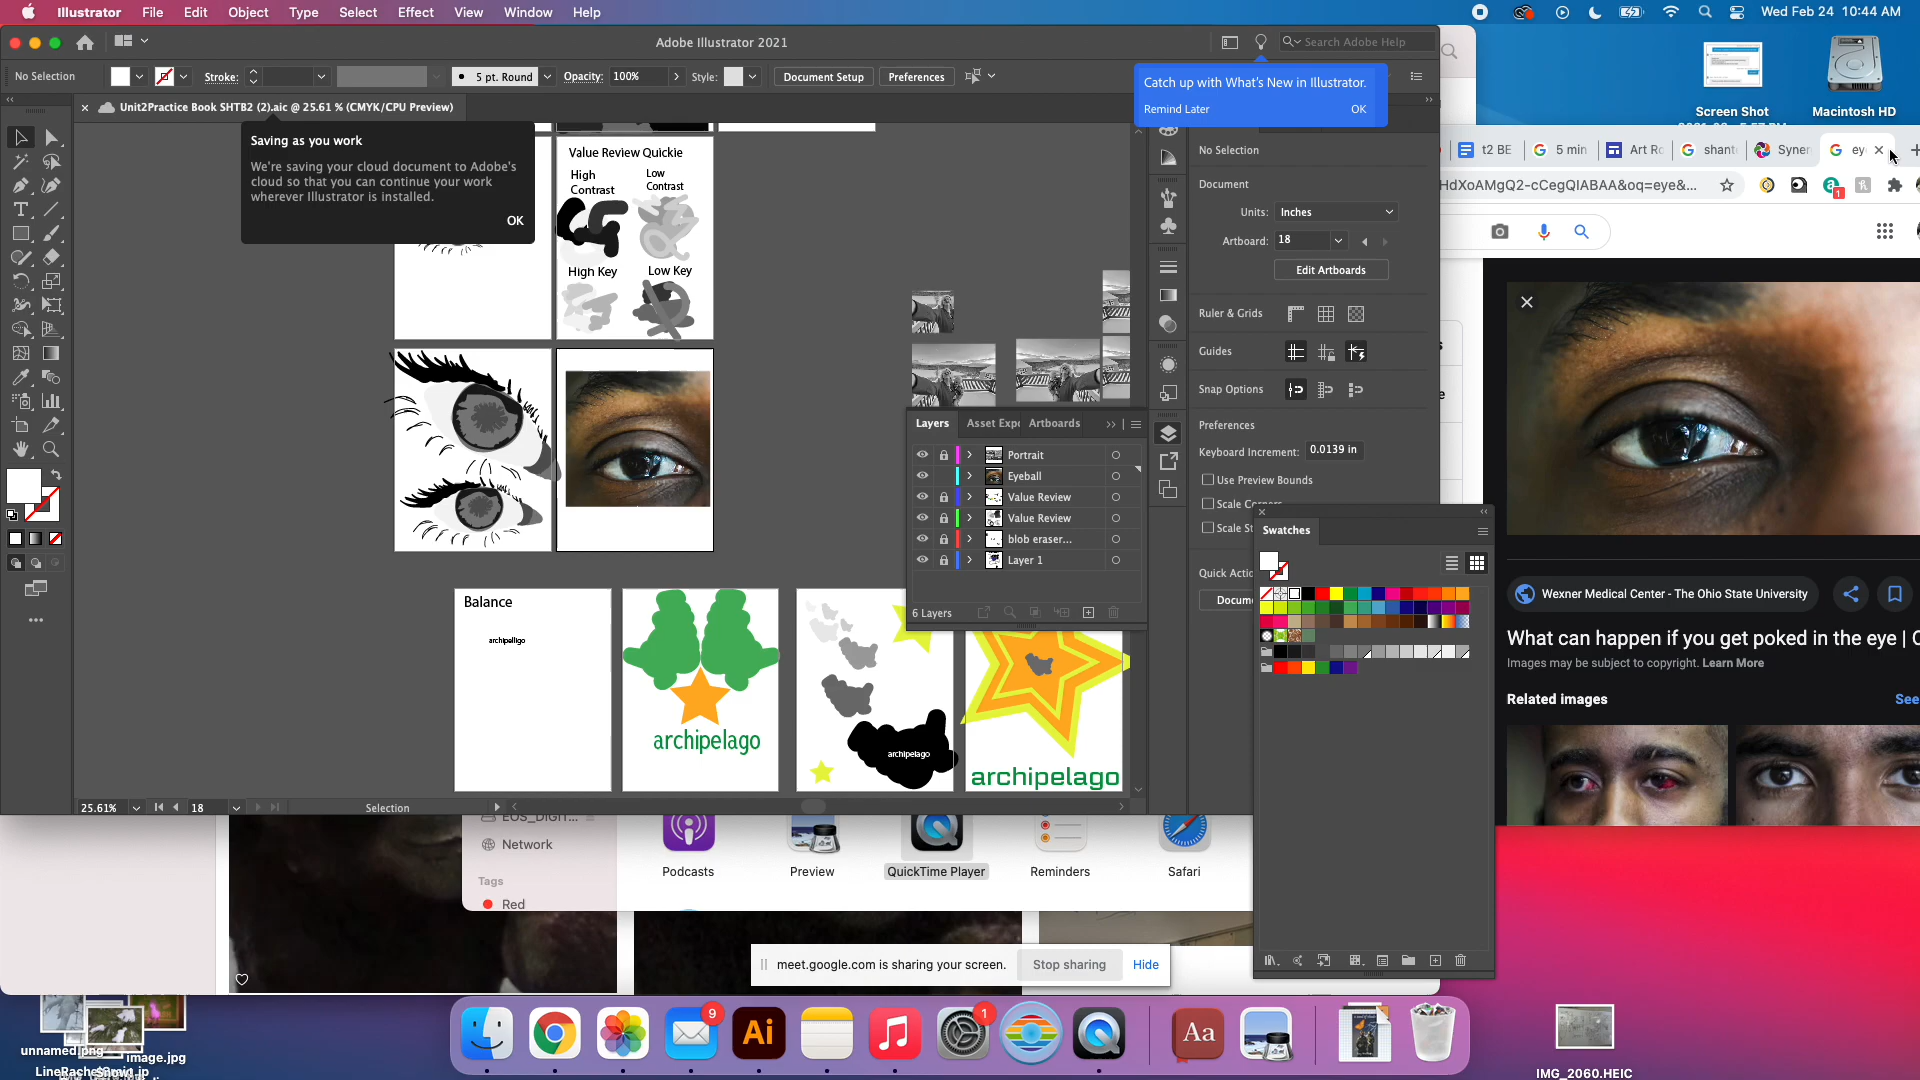 Illustrator File Edit Object Type Select Effect View Window Help
Wed Feb 24 10:44 AM
Adobe Illustrator 2021
Search Adobe Help
No Selection
Stroke:
5 pt. Round
Opacity: 100%
Style:
Document Setup
Preferences
Catch up with What's New in Illustrator.
Remind Later
OK
Screen Shot
Macintosh HD
Unit2Practice Book SHTB2 (2).aic @ 25.61 % (CMYK/CPU Preview)
Saving as you work
We're saving your cloud document to Adobe's
cloud so that you can continue your work
wherever Illustrator is installed.
OK
Value Review Quickie
High
Contrast
Low
Contrast
High Key
Low Key
No Selection
Document
Units: Inches
Artboard: 18
Edit Artboards
Ruler & Grids
Guides
Snap Options
Preferences
Keyboard Increment: 0.0139 in
Use Preview Bounds
Scale Corners
Scale St
Quick Actio
Docum
t2 BE
5 min
Art Ro
shant
Syner
ey
HdXoAMgQ2-cCegQIABAA&oq=eye&...
1
Layers
Asset Expo
Artboards
Portrait
Eyeball
Value Review
Value Review
blob eraser...
Layer 1
6 Layers
Swatches
Wexner Medical Center - The Ohio State University
What can happen if you get poked in the eye |
Images may be subject to copyright. Learn More
Related images
See
Balance
archipelligo
archipelago
archipelago
archipelago
25.61%
18
Selection
EOS_DIGIT...
Network
Tags
Red
Podcasts
Preview
QuickTime Player
Reminders
Safari
meet.google.com is sharing your screen.
Stop sharing
Hide
9
Ai
1
Aa
unnamed.png
image.jpg
IMG_2060.HEIC